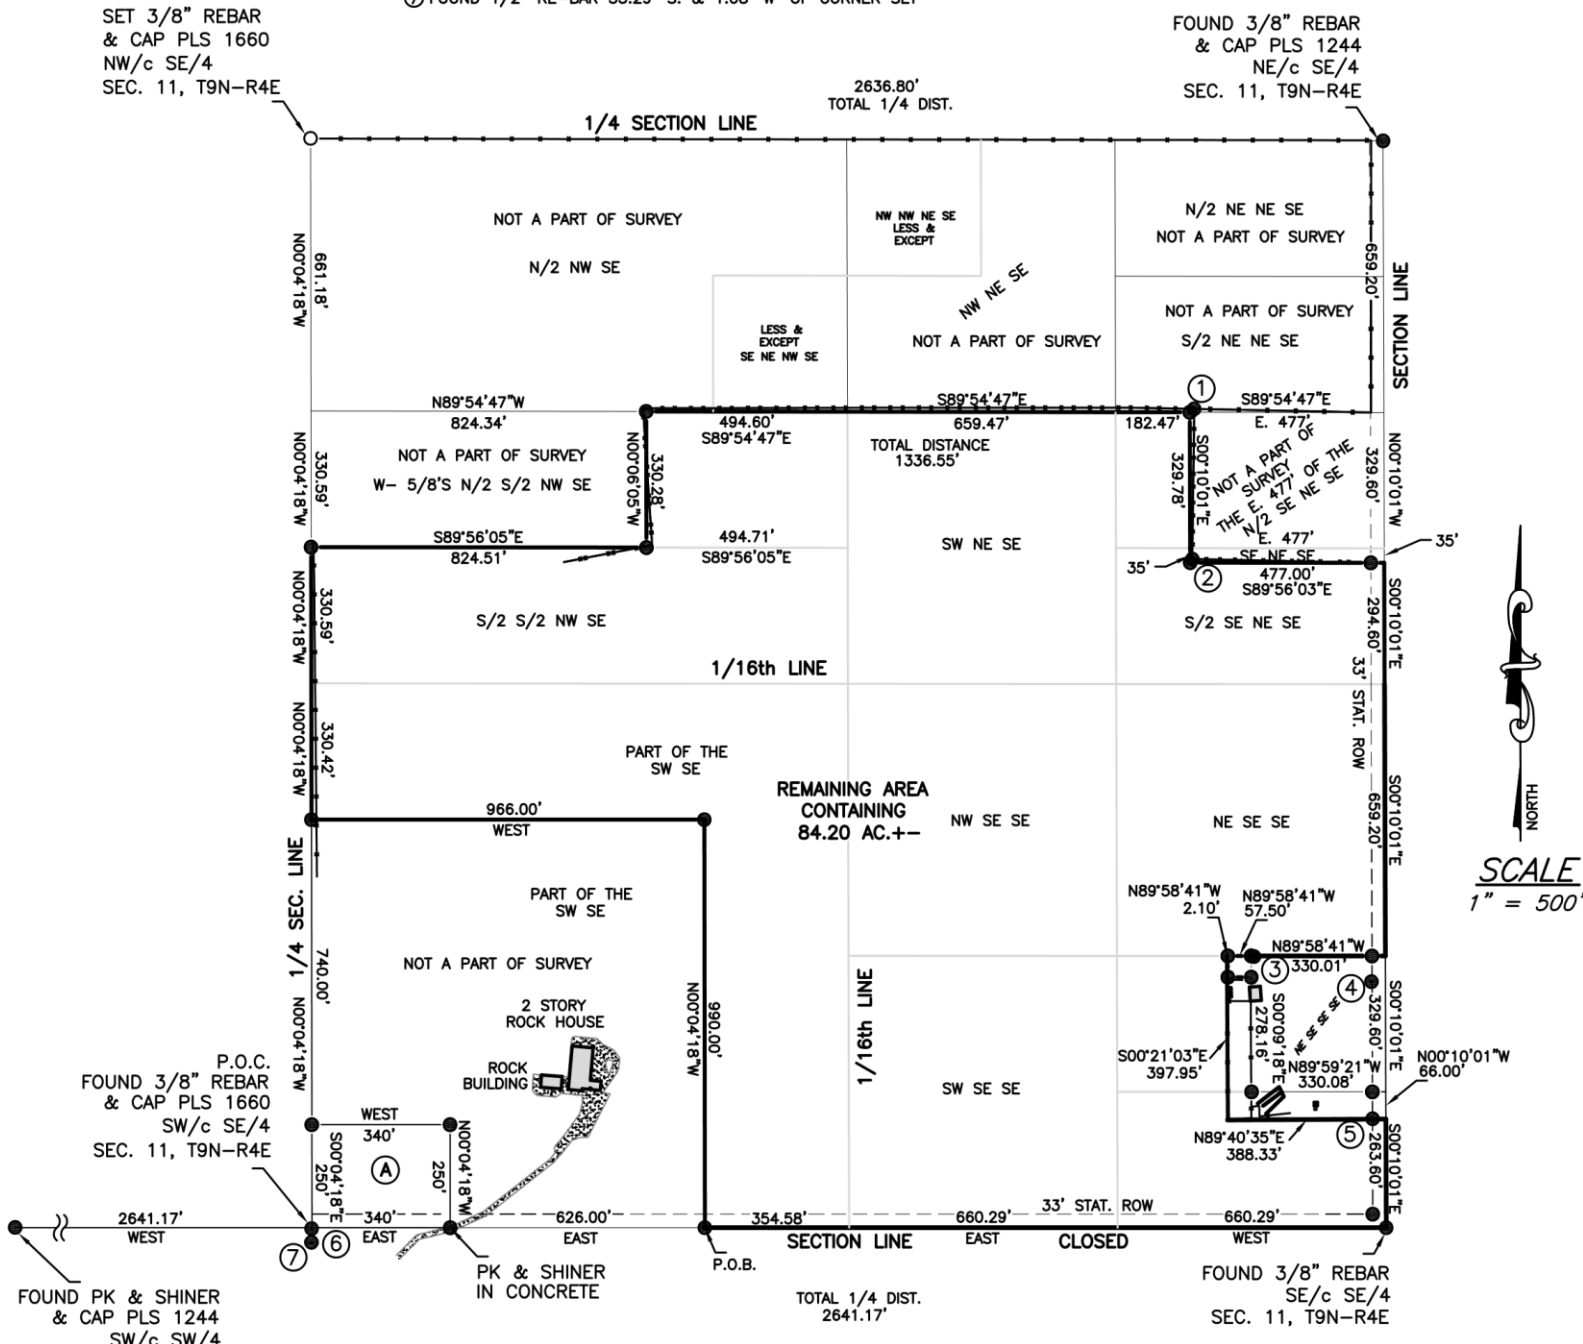 ⑦ FOUND 1/2" RE-BAR 33.29' S. & 1.68' W OF CORNER SET
SET 3/8" REBAR
& CAP PLS 1660
NW/c SE/4
SEC. 11, T9N-R4E
FOUND 3/8" REBAR
& CAP PLS 1244
NE/c SE/4
SEC. 11, T9N-R4E
2636.80'
TOTAL 1/4 DIST.
1/4 SECTION LINE
NOT A PART OF SURVEY
N/2 NW SE
NW NW NE SE
LESS &
EXCEPT
N/2 NE NE SE
NOT A PART OF SURVEY
661.18'
N00°04'18"W
659.20'
SECTION LINE
NW NE SE
NOT A PART OF SURVEY
LESS &
EXCEPT
SE NE NW SE
NOT A PART OF SURVEY
S/2 NE NE SE
N89°54'47"W
824.34'
494.60'
S89°54'47"E
S89°54'47"E
659.47'
182.47'
①
S89°54'47"E
E. 477'
TOTAL DISTANCE
1336.55'
330.59'
N00°04'18"W
NOT A PART OF SURVEY
W- 5/8'S N/2 S/2 NW SE
N00°06'05"W
330.28'
329.78'
S00°10'01"E
NOT A PART OF
SURVEY
THE E. 477' OF THE
N/2 SE NE SE
329.60'
N00°10'01"W
S89°56'05"E
824.51'
494.71'
S89°56'05"E
SW NE SE
E. 477'
SE NE SE
477.00'
S89°56'03"E
35'
②
35'
330.59'
N00°04'18"W
S/2 S/2 NW SE
S/2 SE NE SE
294.60'
S00°10'01"E
33' STAT. ROW
1/16th LINE
330.42'
N00°04'18"W
PART OF THE
SW SE
REMAINING AREA
CONTAINING
84.20 AC.+-
NW SE SE
NE SE SE
659.20'
S00°10'01"E
NORTH
SCALE
1" = 500'
966.00'
WEST
1/4 SEC. LINE
PART OF THE
SW SE
NOT A PART OF SURVEY
740.00'
N00°04'18"W
990.00'
N00°04'18"W
1/16th LINE
N89°58'41"W
2.10'
N89°58'41"W
57.50'
N89°58'41"W
330.01'
③
④
2 STORY
ROCK HOUSE
ROCK
BUILDING
S00°21'03"E
397.95'
S00°09'18"E
278.16'
NE SE SE SE
329.60'
S00°10'01"E
N89°59'21"W
330.08'
N00°10'01"W
66.00'
SW SE SE
N89°40'35"E
388.33'
⑤
263.60'
S00°10'01"E
P.O.C.
FOUND 3/8" REBAR
& CAP PLS 1660
SW/c SE/4
SEC. 11, T9N-R4E
WEST
340'
S00°04'18"E
250'
Ⓐ
N00°04'18"W
250'
33' STAT. ROW
2641.17'
WEST
340'
EAST
626.00'
EAST
354.58'
SECTION LINE
660.29'
EAST
CLOSED
660.29'
WEST
⑦
⑥
P.O.B.
PK & SHINER
IN CONCRETE
FOUND PK & SHINER
& CAP PLS 1244
SW/c SW/4
TOTAL 1/4 DIST.
2641.17'
FOUND 3/8" REBAR
SE/c SE/4
SEC. 11, T9N-R4E